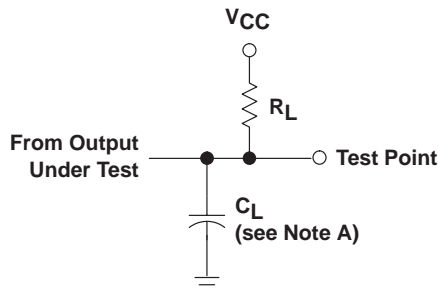 VCC
RL
From Output
Under Test
Test Point
CL
(see Note A)